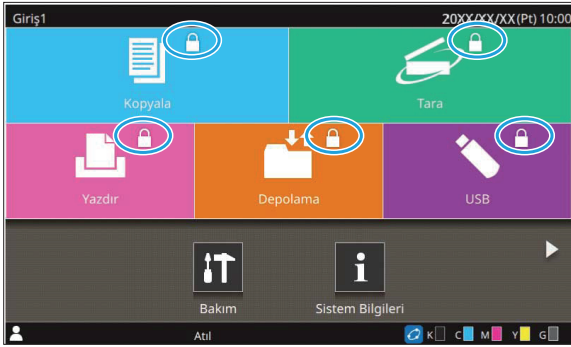 Giriş1 20XX/XX/XX(Pt) 10:00
Kopyala Tara
Yazdır Depolama USB
Bakım Sistem Bilgileri
Atıl K C M Y G